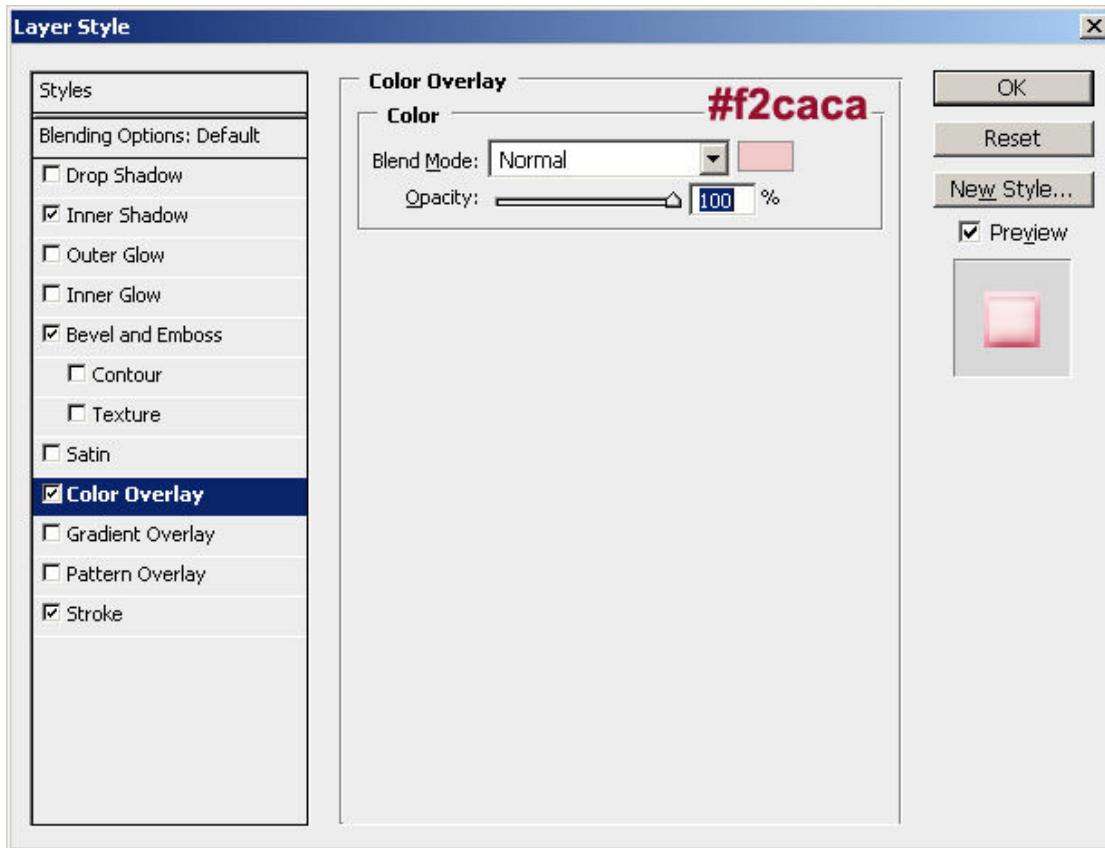 Layer Style
Styles
Blending Options: Default
Drop Shadow
Inner Shadow
Outer Glow
Inner Glow
Bevel and Emboss
Contour
Texture
Satin
Color Overlay
Gradient Overlay
Pattern Overlay
Stroke
Color Overlay
#f2caca
Color
Blend Mode: Normal
Opacity: 100 %
OK
Reset
New Style...
Preview